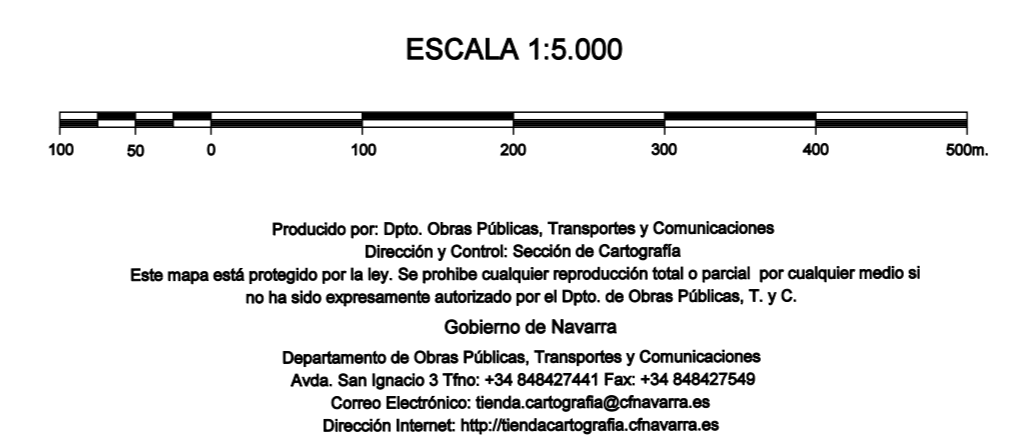 ESCALA 1:5.000
100 50 0 100 200 300 400 500m.
Producido por: Dpto. Obras Públicas, Transportes y Comunicaciones
Dirección y Control: Sección de Cartografía
Este mapa está protegido por la ley. Se prohibe cualquier reproducción total o parcial por cualquier medio si
no ha sido expresamente autorizado por el Dpto. de Obras Públicas, T. y C.
Gobierno de Navarra
Departamento de Obras Públicas, Transportes y Comunicaciones
Avda. San Ignacio 3 Tfno: +34 848427441 Fax: +34 848427549
Correo Electrónico: tienda.cartografia@cfnavarra.es
Dirección Internet: http://tiendacartografia.cfnavarra.es